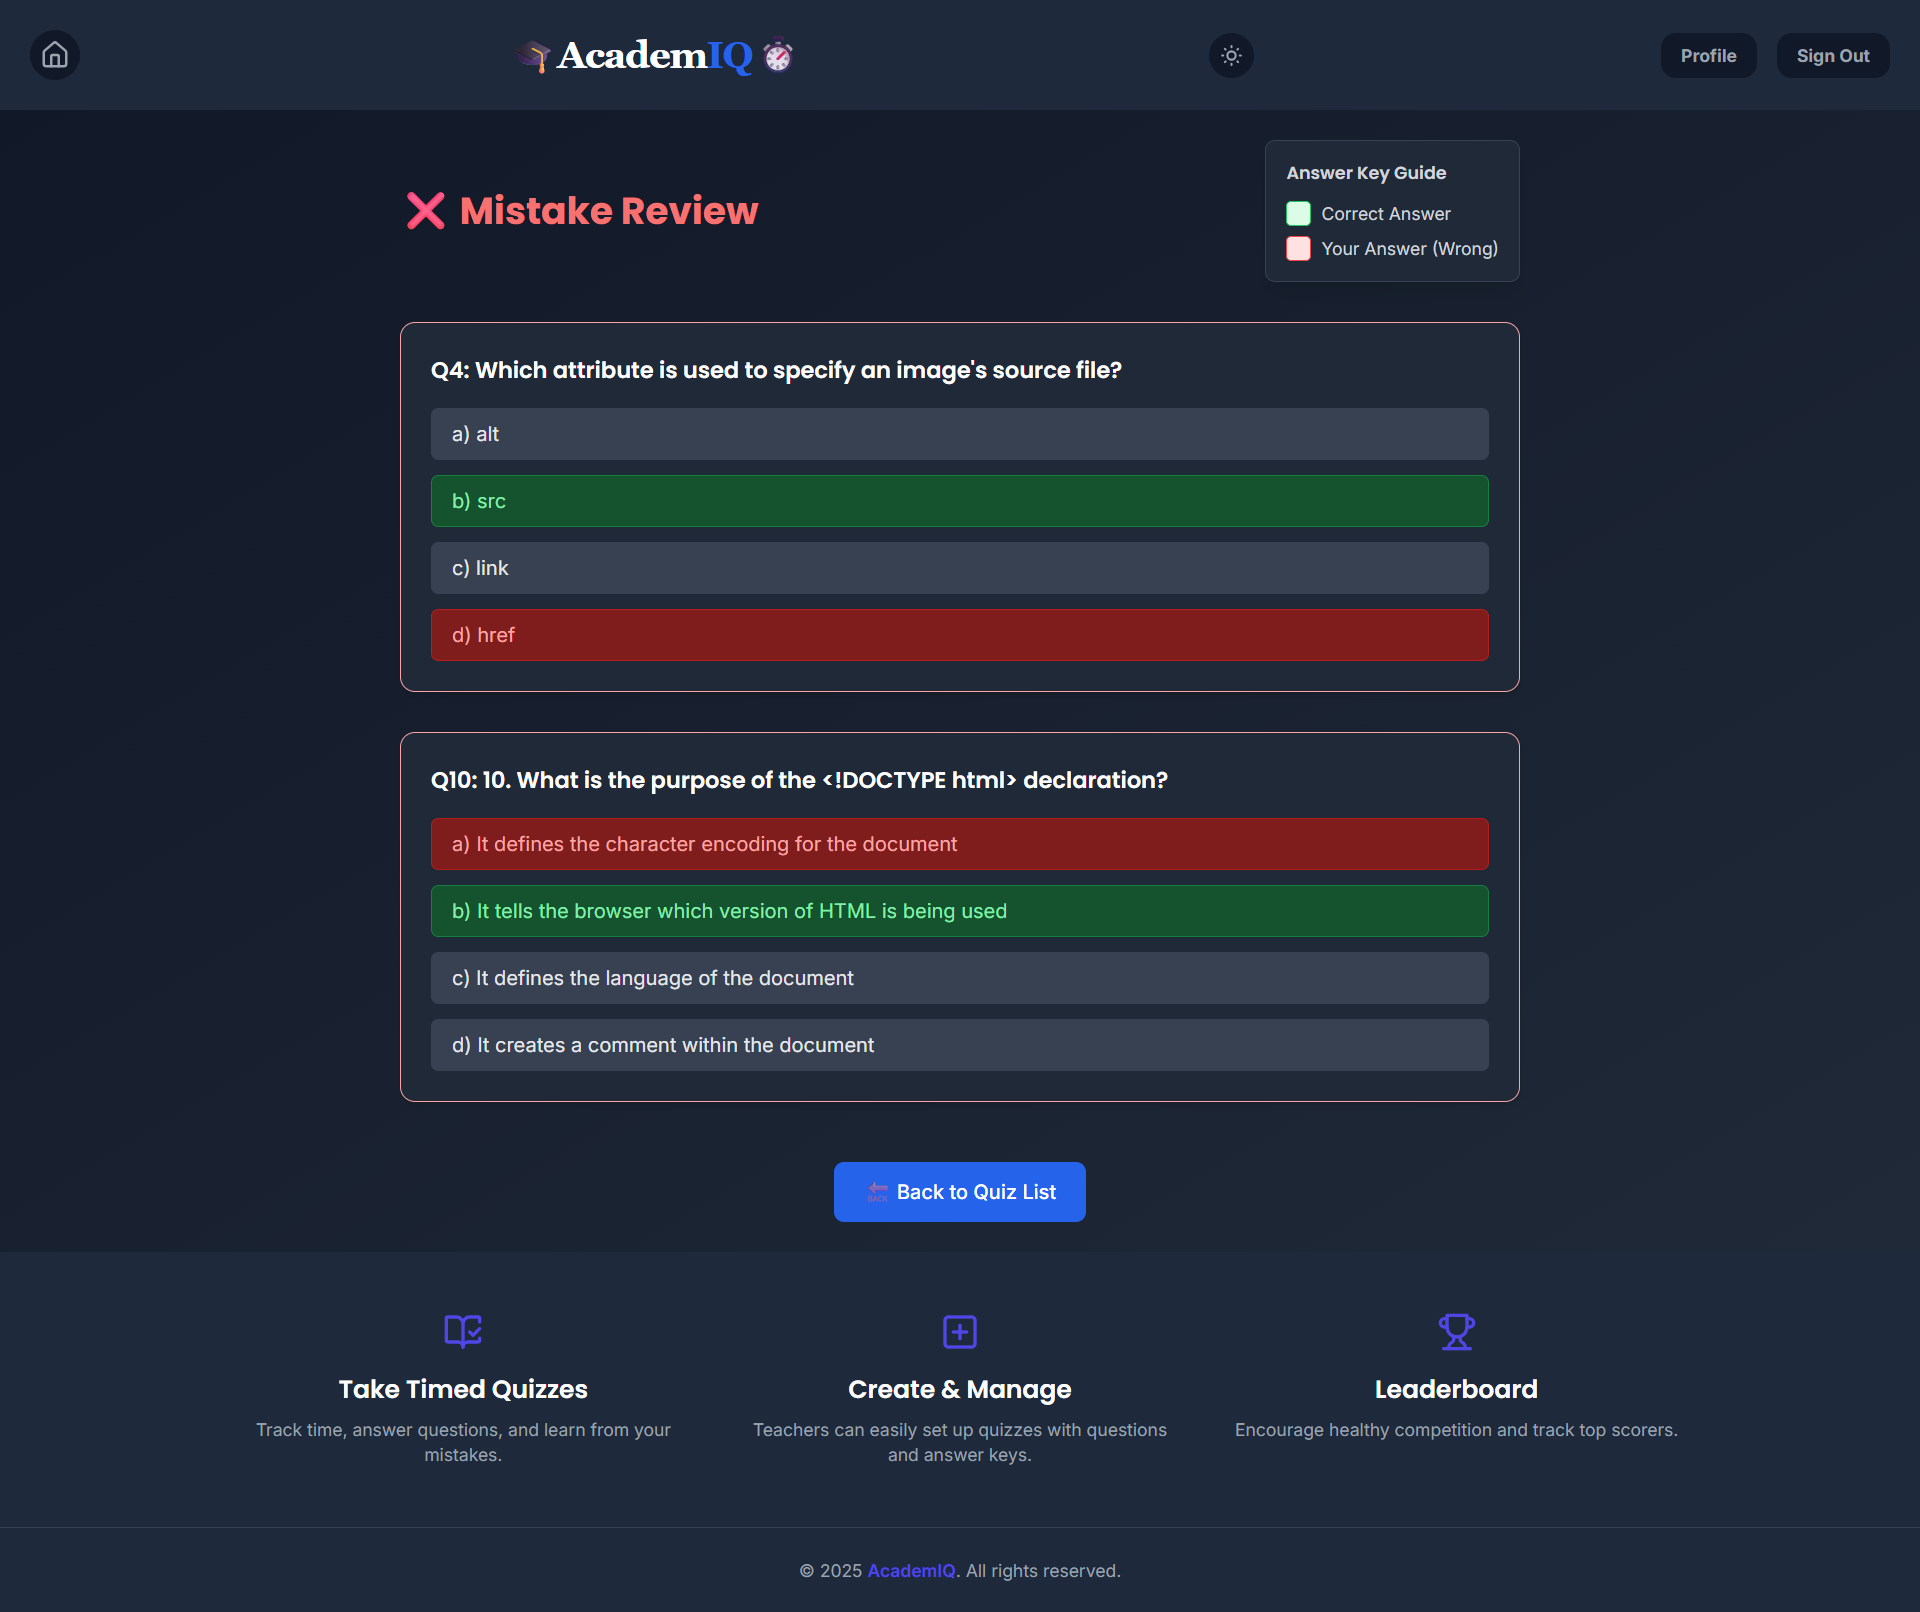 AcademIQ
Profile
Sign Out
Mistake Review
Answer Key Guide
Correct Answer
Your Answer (Wrong)
Q4: Which attribute is used to specify an image's source file?
a) alt
b) src
c) link
d) href
Q10: 10. What is the purpose of the <!DOCTYPE html> declaration?
a) It defines the character encoding for the document
b) It tells the browser which version of HTML is being used
c) It defines the language of the document
d) It creates a comment within the document
BACK Back to Quiz List
Take Timed Quizzes
Track time, answer questions, and learn from your
mistakes.
Create & Manage
Teachers can easily set up quizzes with questions
and answer keys.
Leaderboard
Encourage healthy competition and track top scorers.
© 2025 AcademIQ. All rights reserved.